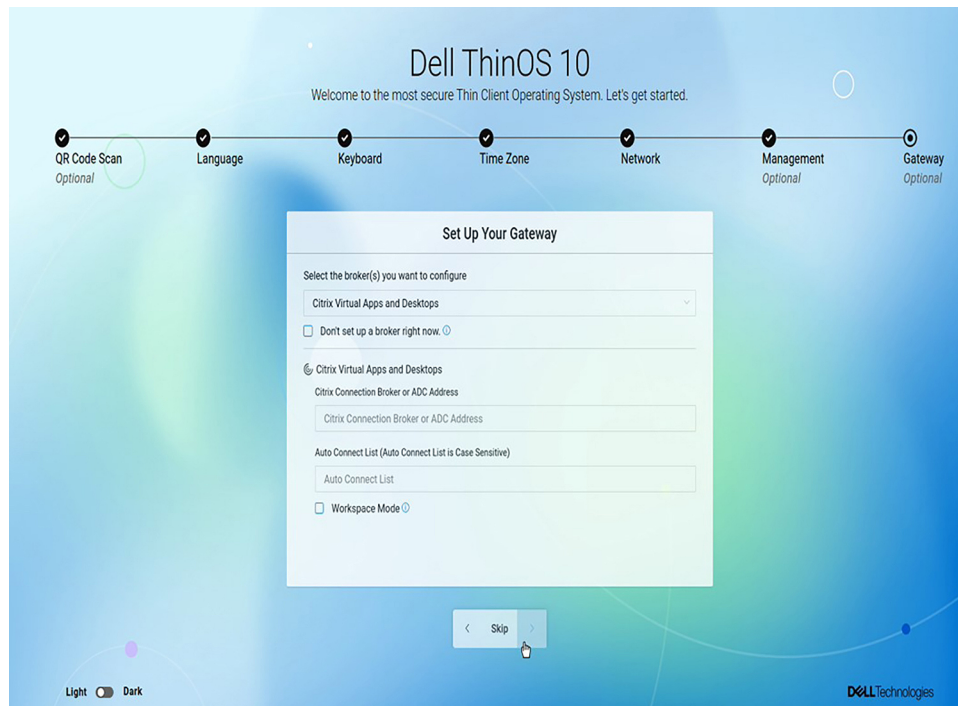 Dell ThinOS 10
Welcome to the most secure Thin Client Operating System. Let's get started.
QR Code Scan
Optional
Language
Keyboard
Time Zone
Network
Management
Optional
Gateway
Optional
Set Up Your Gateway
Select the broker(s) you want to configure
Citrix Virtual Apps and Desktops
Don't set up a broker right now.
Citrix Virtual Apps and Desktops
Citrix Connection Broker or ADC Address
Citrix Connection Broker or ADC Address
Auto Connect List (Auto Connect List is Case Sensitive)
Auto Connect List
Workspace Mode
Skip
Light Dark
DELLTechnologies